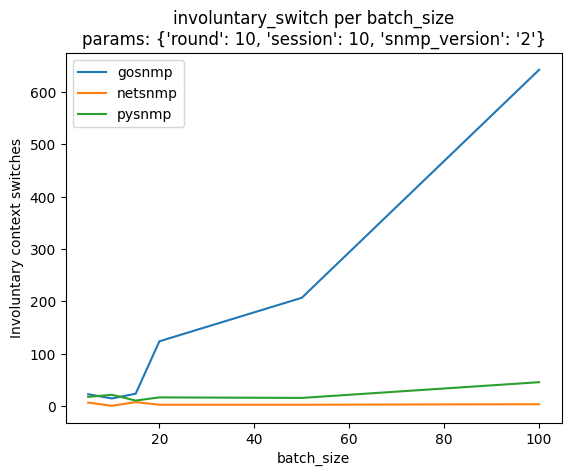 involuntary_switch per batch_size
params: {'round': 10, 'session': 10, 'snmp_version': '2'}
gosnmp
netsnmp
pysnmp
Involuntary context switches
600
500
400
300
200
100
0
20
40
60
80
100
batch_size